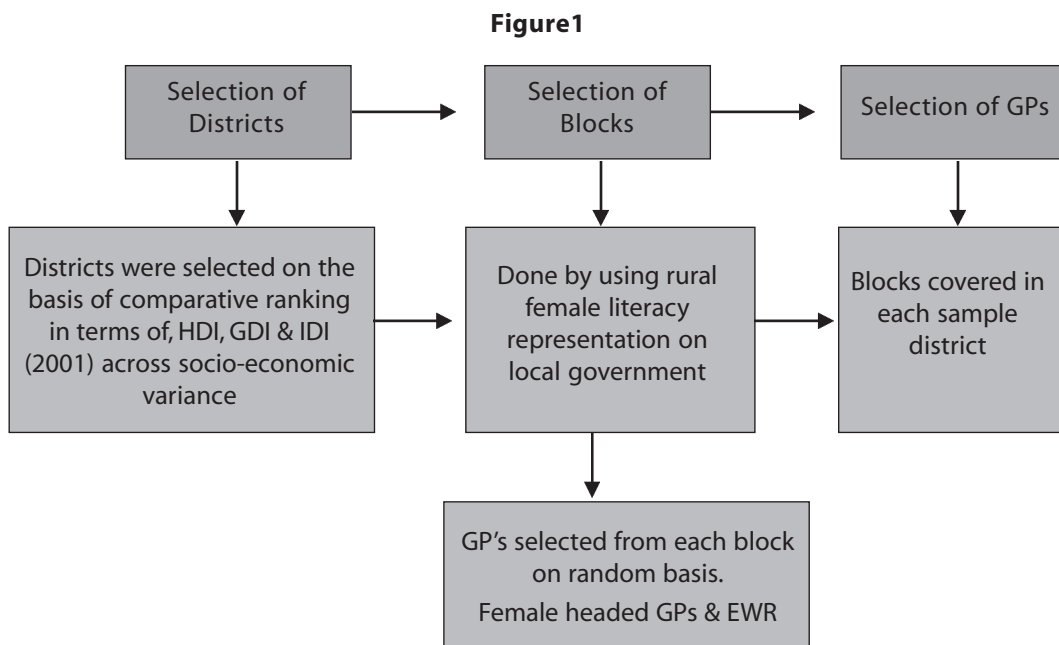 Figure1
Selection of
Districts
Selection of
Blocks
Selection of GPs
Districts were selected on the
basis of comparative ranking
in terms of, HDI, GDI & IDI
(2001) across socio-economic
variance
Done by using rural
female literacy
representation on
local government
Blocks covered in
each sample
district
GP's selected from each block
on random basis.
Female headed GPs & EWR